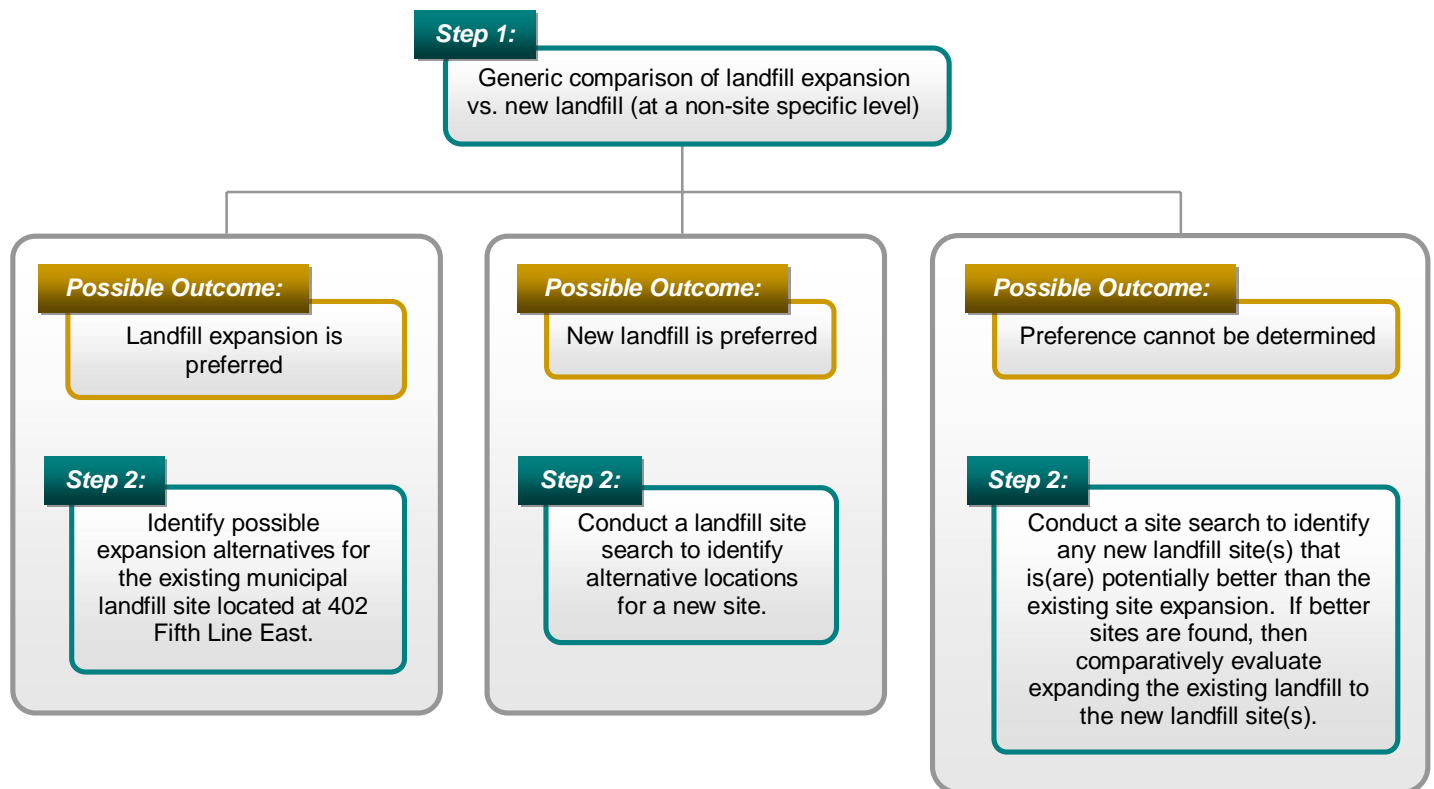 Step 1:
Generic comparison of landfill expansion
vs. new landfill (at a non-site specific level)
Possible Outcome:
Landfill expansion is
preferred
Step 2:
Identify possible
expansion alternatives for
the existing municipal
landfill site located at 402
Fifth Line East.
Possible Outcome:
New landfill is preferred
Step 2:
Conduct a landfill site
search to identify
alternative locations
for a new site.
Possible Outcome:
Preference cannot be determined
Step 2:
Conduct a site search to identify
any new landfill site(s) that
is(are) potentially better than the
existing site expansion.  If better
sites are found, then
comparatively evaluate
expanding the existing landfill to
the new landfill site(s).